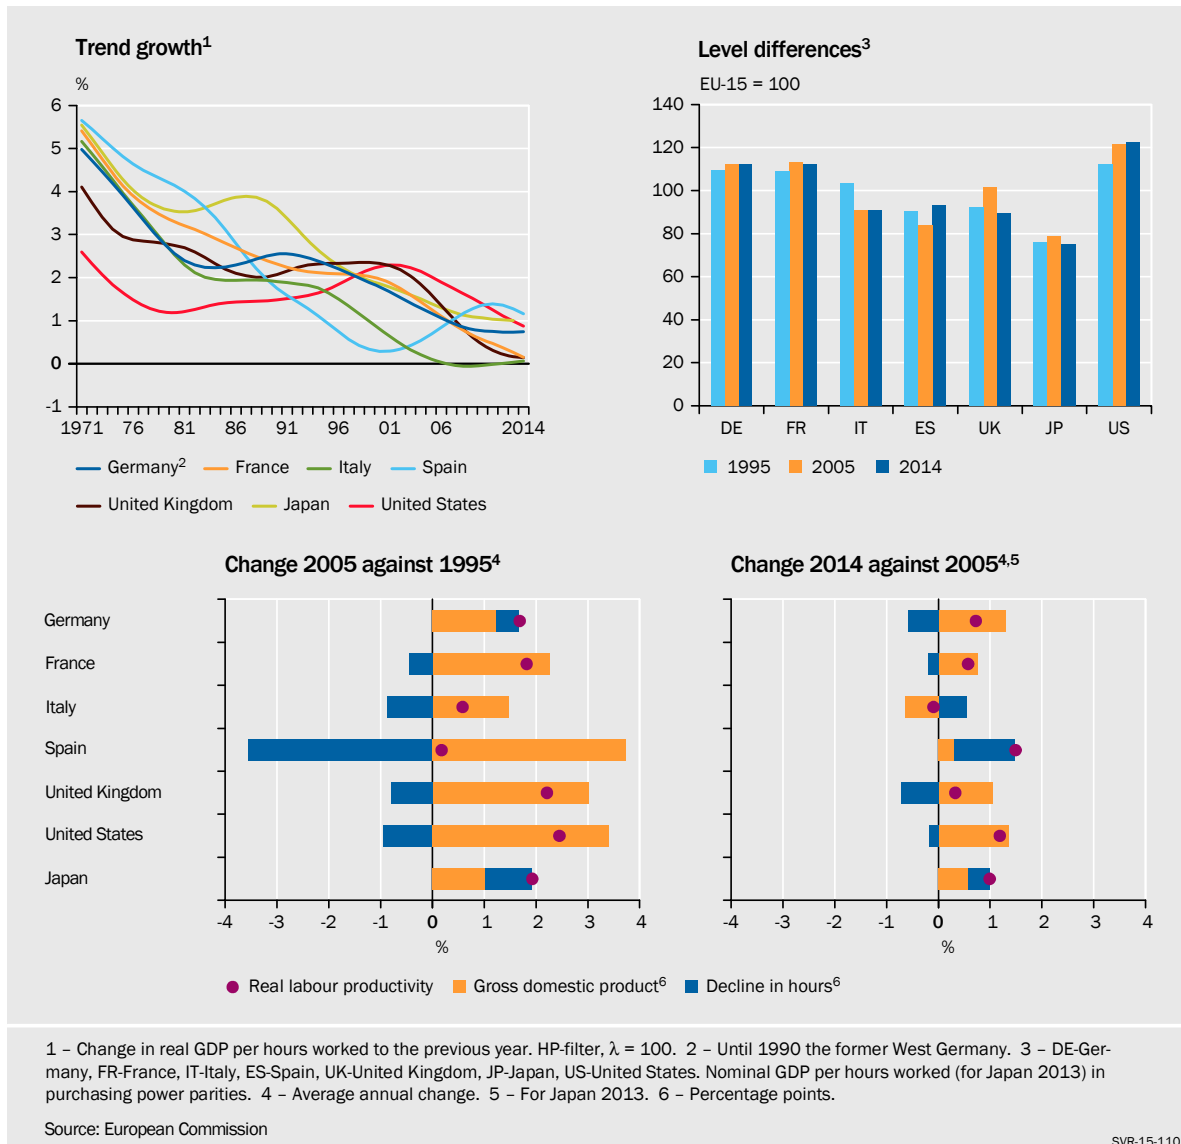 Trend growth1
%
6
5
4
3
2
1
0
-1
1971 76 81 86 91 96 01 06 2014
Germany2 France Italy Spain
United Kingdom Japan United States
Level differences3
EU-15 = 100
140
120
100
80
60
40
20
0
DE FR IT ES UK JP US
1995 2005 2014
Change 2005 against 19954
Germany
France
Italy
Spain
United Kingdom
United States
Japan
-4 -3 -2 -1 0 1 2 3 4
%
Change 2014 against 20054,5
-4 -3 -2 -1 0 1 2 3 4
%
Real labour productivity Gross domestic product6 Decline in hours6
1 – Change in real GDP per hours worked to the previous year. HP-filter, λ = 100. 2 – Until 1990 the former West Germany. 3 – DE-Ger-
many, FR-France, IT-Italy, ES-Spain, UK-United Kingdom, JP-Japan, US-United States. Nominal GDP per hours worked (for Japan 2013) in
purchasing power parities. 4 – Average annual change. 5 – For Japan 2013. 6 – Percentage points.
Source: European Commission
SVR-15-110